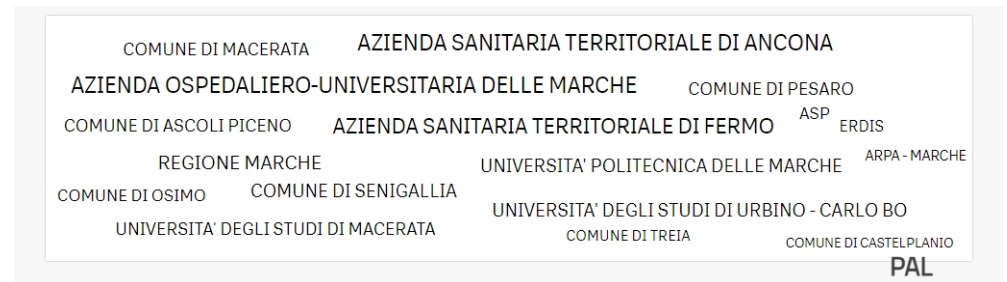 COMUNE DI MACERATA
AZIENDA SANITARIA TERRITORIALE DI ANCONA
AZIENDA OSPEDALIERO-UNIVERSITARIA DELLE MARCHE
COMUNE DI PESARO
COMUNE DI ASCOLI PICENO
AZIENDA SANITARIA TERRITORIALE DI FERMO
ASP
ERDIS
REGIONE MARCHE
UNIVERSITA' POLITECNICA DELLE MARCHE
ARPA - MARCHE
COMUNE DI OSIMO
COMUNE DI SENIGALLIA
UNIVERSITA' DEGLI STUDI DI URBINO - CARLO BO
UNIVERSITA' DEGLI STUDI DI MACERATA
COMUNE DI TREIA
COMUNE DI CASTELPLANIO
PAL